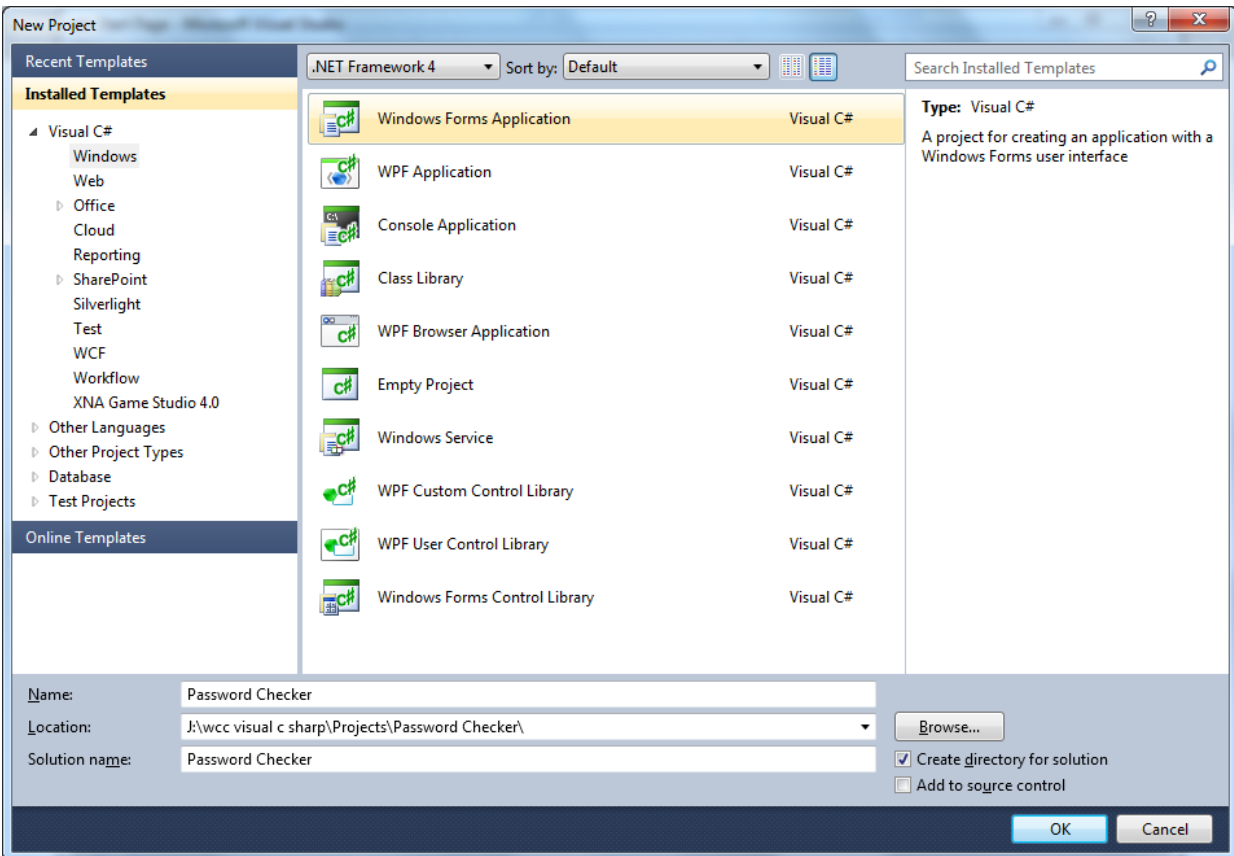 New Project
Recent Templates
Installed Templates
Visual C#
Windows
Web
Office
Cloud
Reporting
SharePoint
Silverlight
Test
WCF
Workflow
XNA Game Studio 4.0
Other Languages
Other Project Types
Database
Test Projects
Online Templates
.NET Framework 4 Sort by: Default
Windows Forms Application Visual C#
WPF Application Visual C#
Console Application Visual C#
Class Library Visual C#
WPF Browser Application Visual C#
Empty Project Visual C#
Windows Service Visual C#
WPF Custom Control Library Visual C#
WPF User Control Library Visual C#
Windows Forms Control Library Visual C#
Search Installed Templates
Type: Visual C#
A project for creating an application with a
Windows Forms user interface
Name: Password Checker
Location: J:\wcc visual c sharp\Projects\Password Checker\ Browse...
Solution name: Password Checker
Create directory for solution
Add to source control
OK Cancel